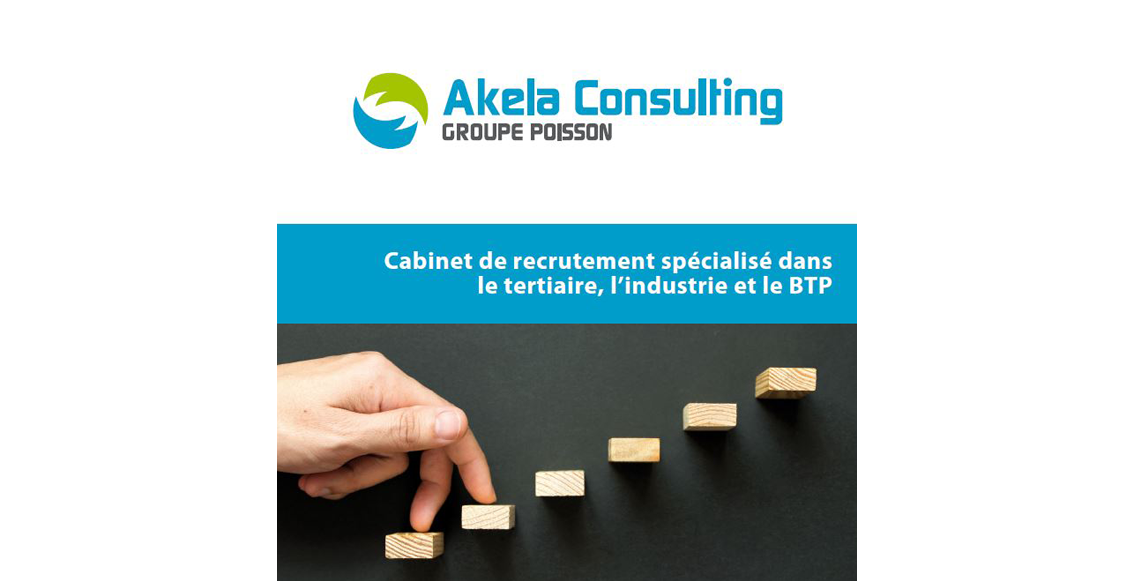 Akela Consulting
GROUPE POISSON
Cabinet de recrutement spécialisé dans
le tertiaire, l’industrie et le BTP